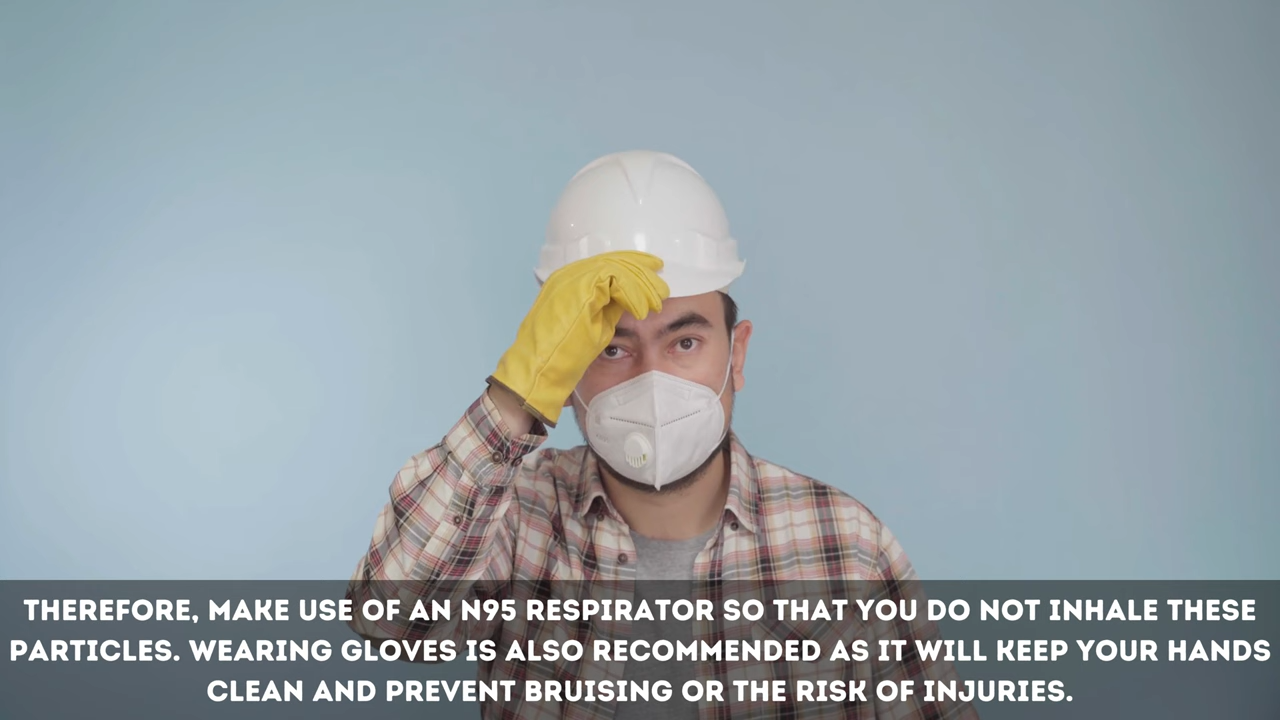 THEREFORE, MAKE USE OF AN N95 RESPIRATOR SO THAT YOU DO NOT INHALE THESE
PARTICLES. WEARING GLOVES IS ALSO RECOMMENDED AS IT WILL KEEP YOUR HANDS
CLEAN AND PREVENT BRUISING OR THE RISK OF INJURIES.